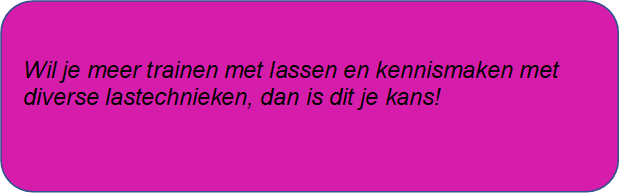 Wil je meer trainen met lassen en kennismaken met
diverse lastechnieken, dan is dit je kans!